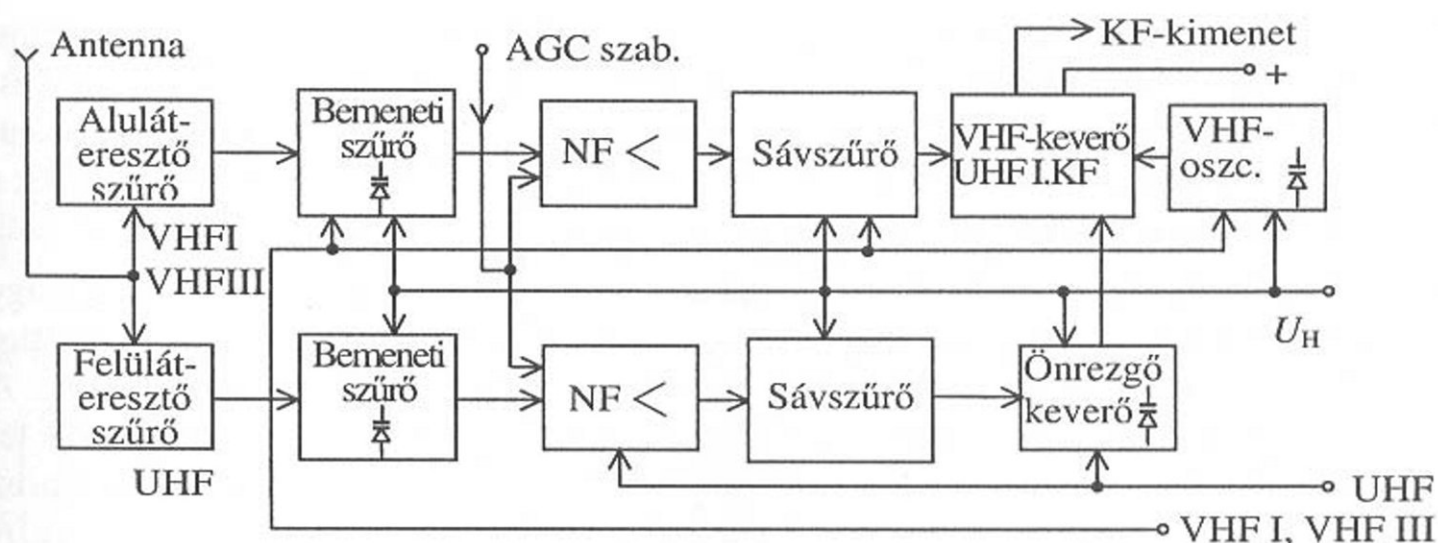 Antenna
AGC szab.
KF-kimenet
+
Alulát-
eresztő
szűrő
Bemeneti
szűrő
NF <
Sávszűrő
VHF-keverő
UHF I.KF
VHF-
oszc.
VHFI
VHFIII
U_H
Felülát-
eresztő
szűrő
Bemeneti
szűrő
NF <
Sávszűrő
Önrezgő
keverő
UHF
UHF
VHF I, VHF III